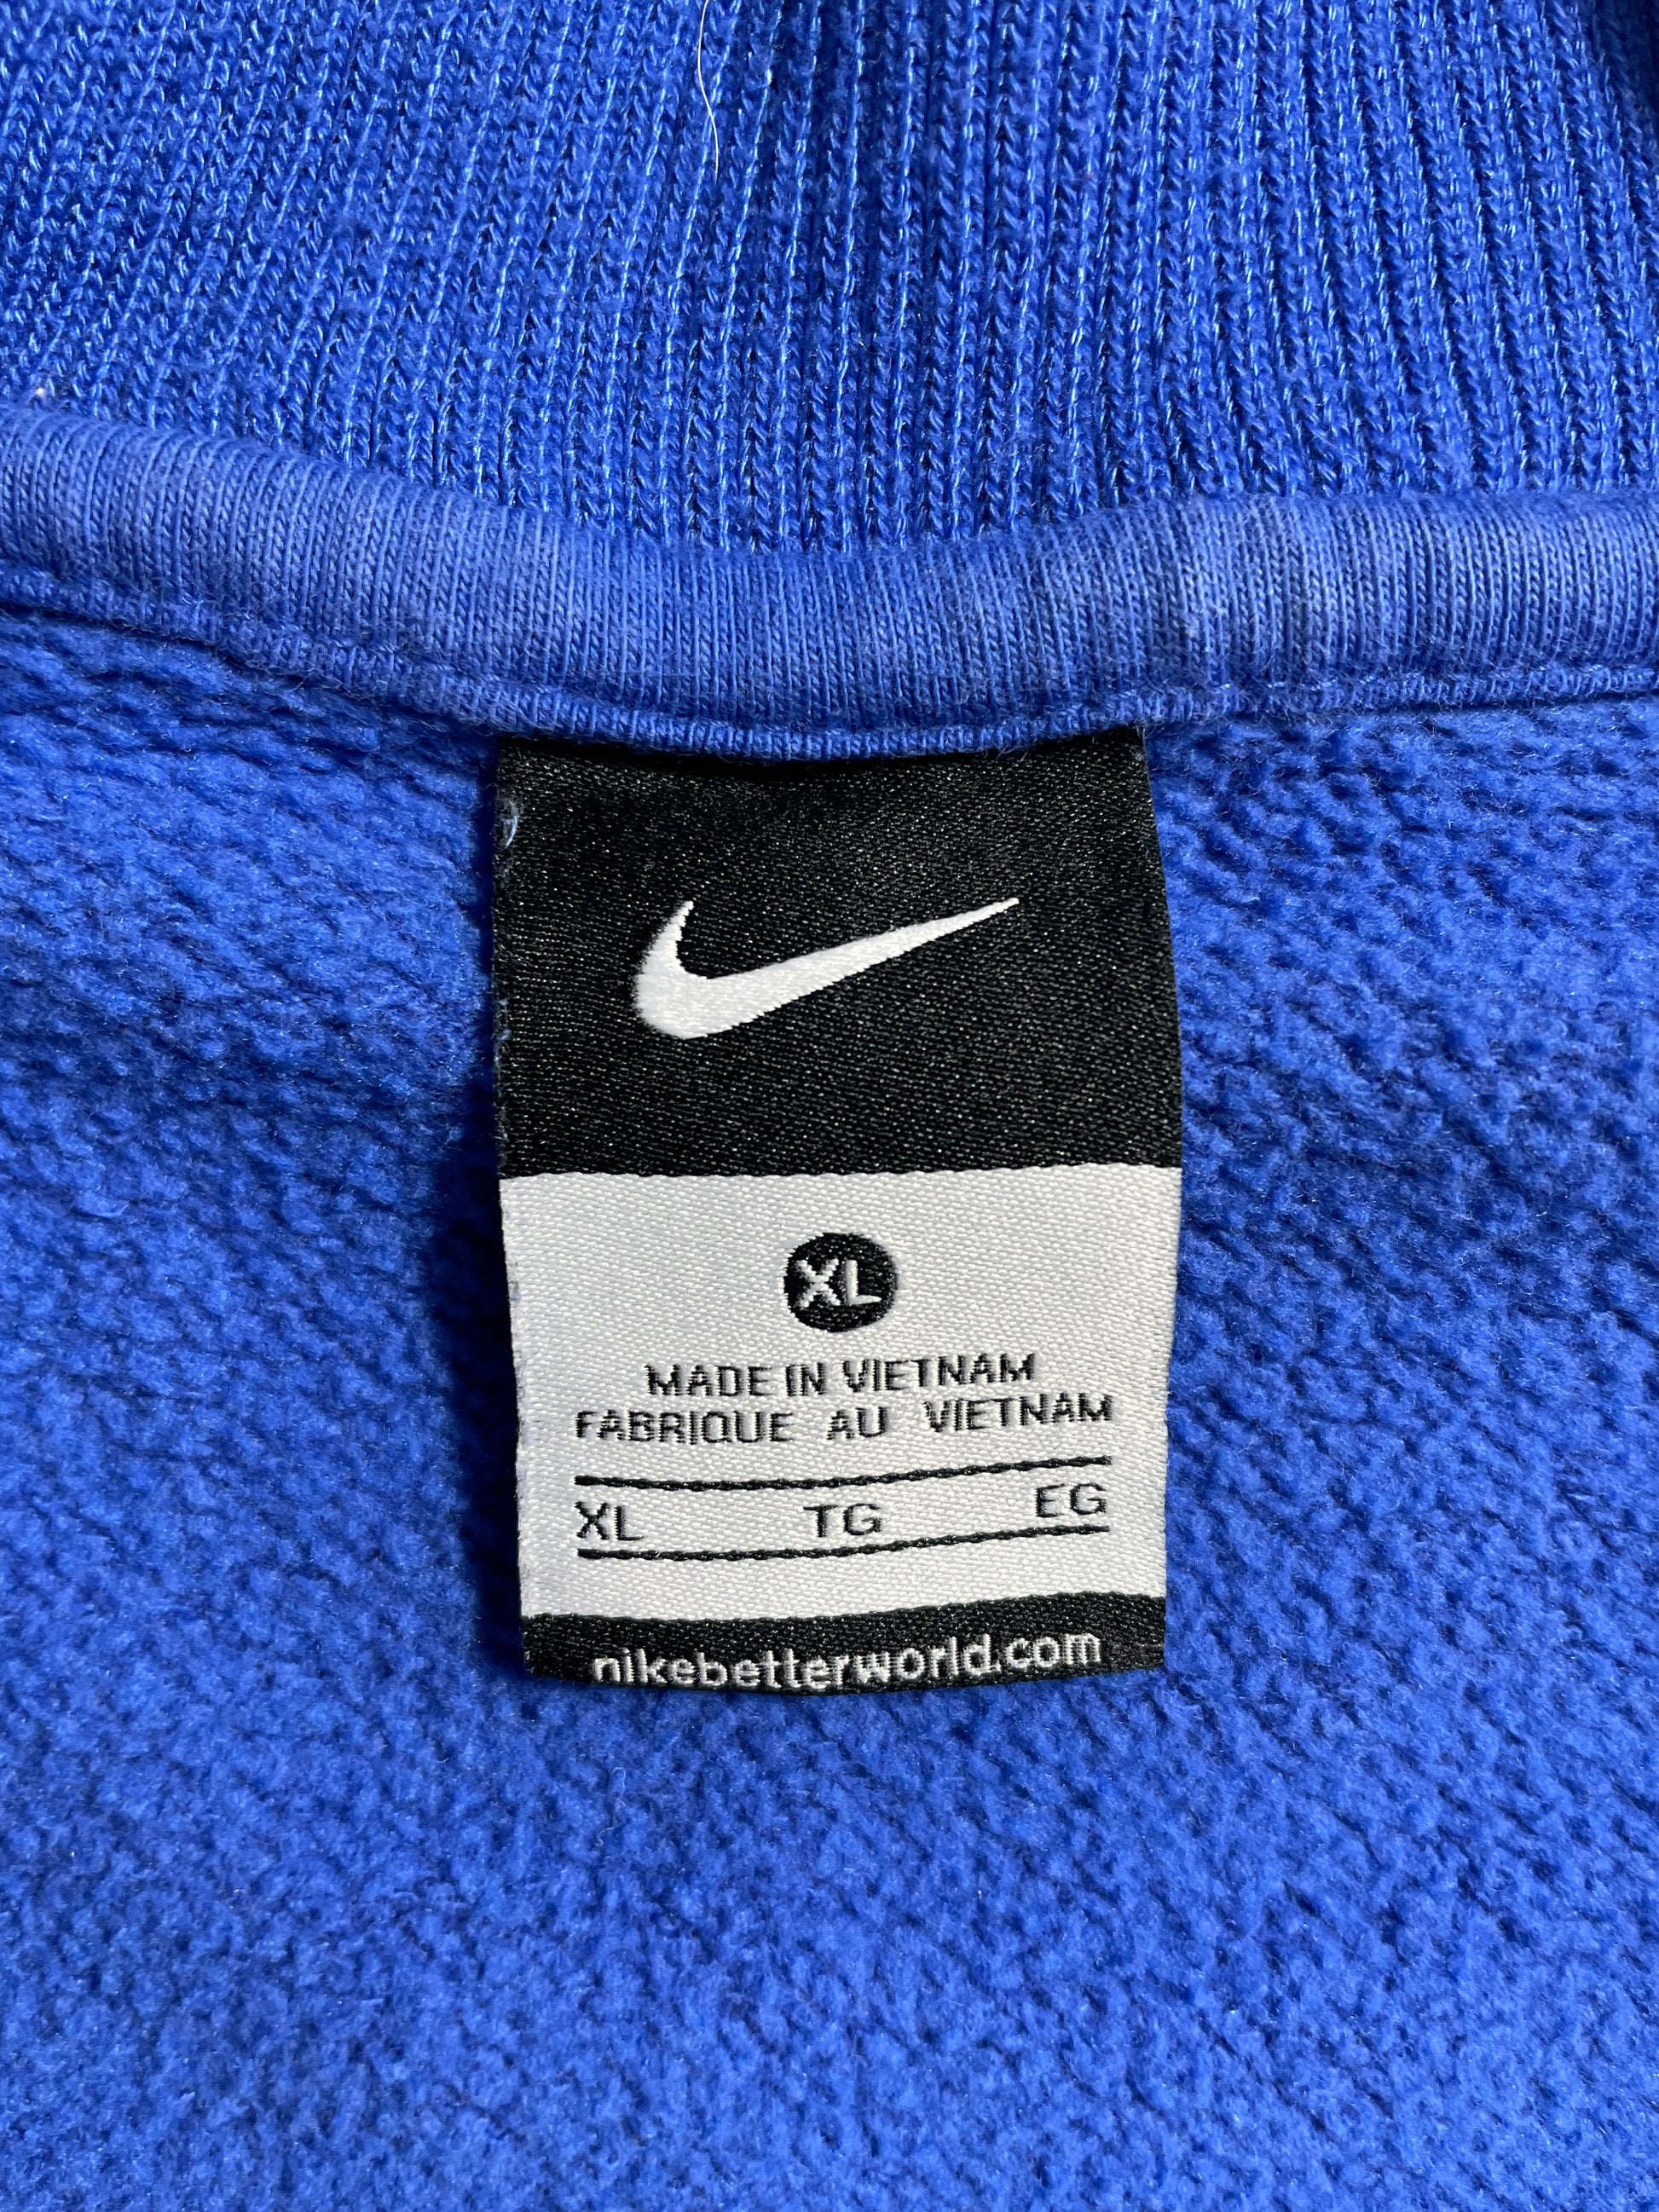 XL
MADE IN VIETNAM
FABRIQUE AU VIETNAM
XL TG EG
nikebetterworld.com